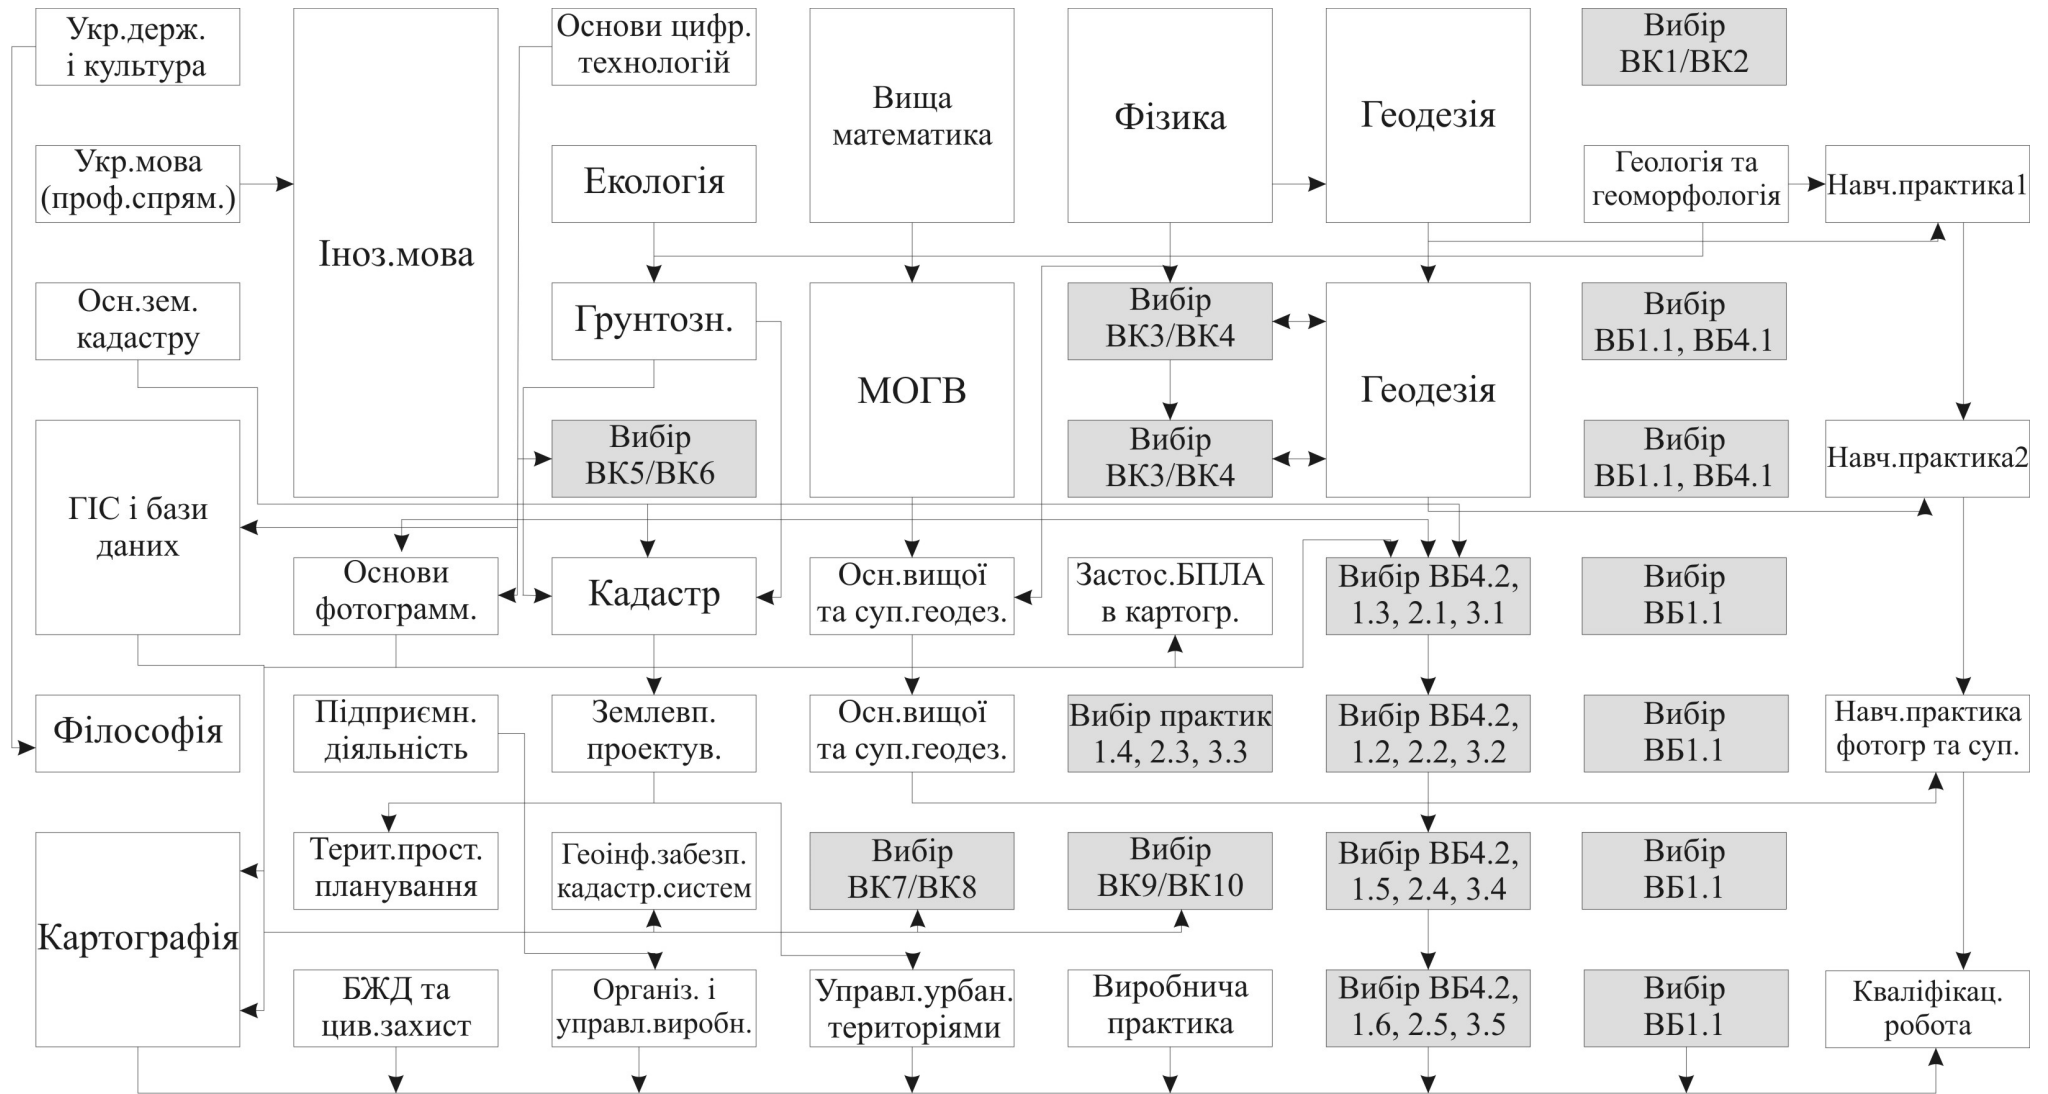 Укр.держ.
і культура
Іноз.мова
Основи цифр.
технологій
Вища
математика
Фізика
Геодезія
Вибір
ВК1/ВК2
Укр.мова
(проф.спрям.)
Екологія
Геологія та
геоморфологія
Навч.практика1
Осн.зем.
кадастру
Грунтозн.
МОГВ
Вибір
ВК3/ВК4
Геодезія
Вибір
ВБ1.1, ВБ4.1
ГІС і бази
даних
Вибір
ВК5/ВК6
Вибір
ВК3/ВК4
Вибір
ВБ1.1, ВБ4.1
Навч.практика2
Основи
фотограмм.
Кадастр
Осн.вищої
та суп.геодез.
Застос.БПЛА
в картогр.
Вибір ВБ4.2,
1.3, 2.1, 3.1
Вибір
ВБ1.1
Філософія
Підприємн.
діяльність
Землевп.
проектув.
Осн.вищої
та суп.геодез.
Вибір практик
1.4, 2.3, 3.3
Вибір ВБ4.2,
1.2, 2.2, 3.2
Вибір
ВБ1.1
Навч.практика
фотогр та суп.
Картографія
Терит.прост.
планування
Геоінф.забезп.
кадастр.систем
Вибір
ВК7/ВК8
Вибір
ВК9/ВК10
Вибір ВБ4.2,
1.5, 2.4, 3.4
Вибір
ВБ1.1
БЖД та
цив.захист
Організ. і
управл.виробн.
Управл.урбан.
територіями
Виробнича
практика
Вибір ВБ4.2,
1.6, 2.5, 3.5
Вибір
ВБ1.1
Кваліфікац.
робота